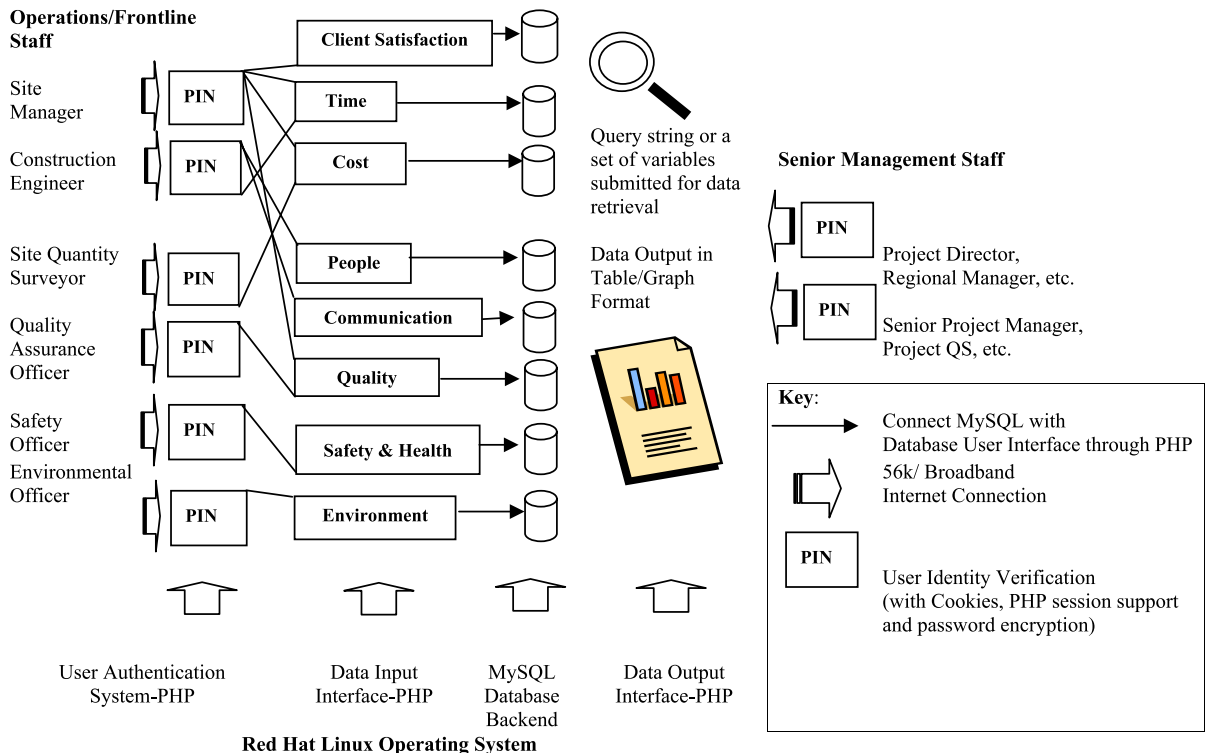 Operations/Frontline
Staff
Site
Manager
Construction
Engineer
Site Quantity
Surveyor
Quality
Assurance
Officer
Safety
Officer
Environmental
Officer
PIN
PIN
PIN
PIN
PIN
PIN
Client Satisfaction
Time
Cost
People
Communication
Quality
Safety & Health
Environment
Query string or a
set of variables
submitted for data
retrieval
Data Output in
Table/Graph
Format
Senior Management Staff
PIN
Project Director,
Regional Manager, etc.
PIN
Senior Project Manager,
Project QS, etc.
Key:
Connect MySQL with
Database User Interface through PHP
56k/ Broadband
Internet Connection
PIN
User Identity Verification
(with Cookies, PHP session support
and password encryption)
User Authentication
System-PHP
Data Input
Interface-PHP
MySQL
Database
Backend
Data Output
Interface-PHP
Red Hat Linux Operating System